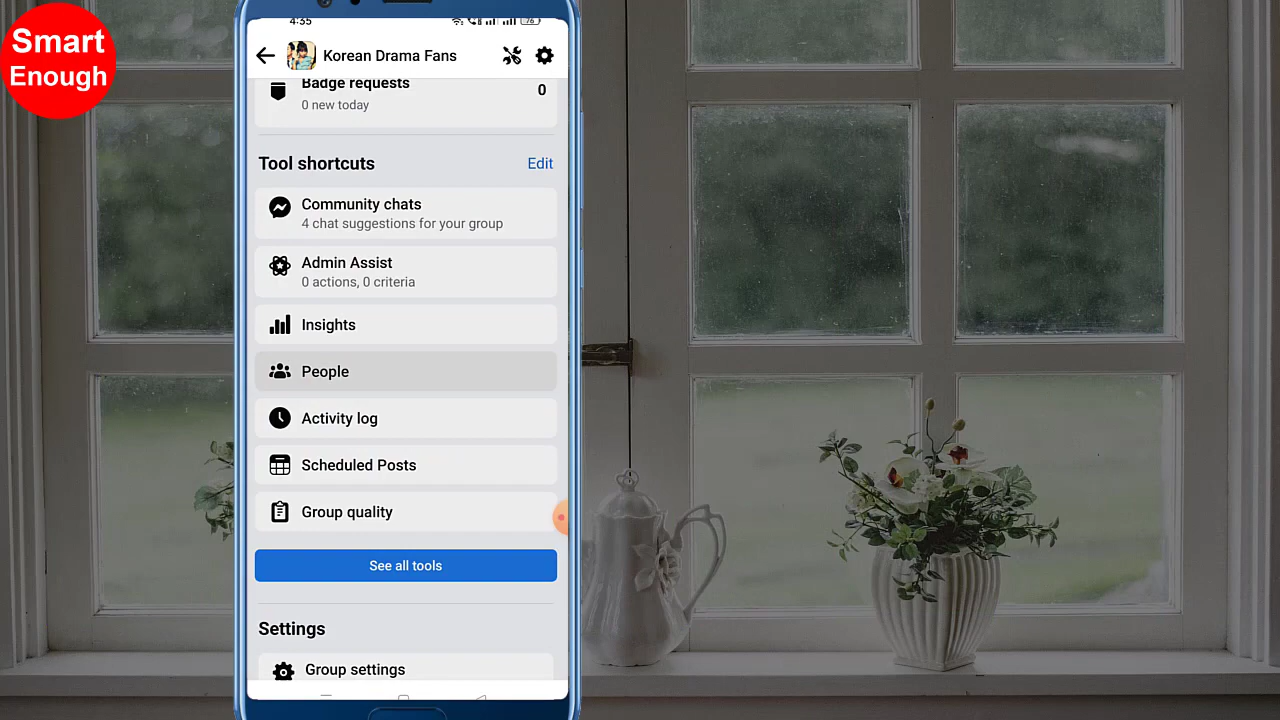 Smart
Enough
4:35
76
Korean Drama Fans
Badge requests
0
0 new today
Tool shortcuts
Edit
Community chats
4 chat suggestions for your group
Admin Assist
0 actions, 0 criteria
Insights
People
Activity log
Scheduled Posts
Group quality
See all tools
Settings
Group settings